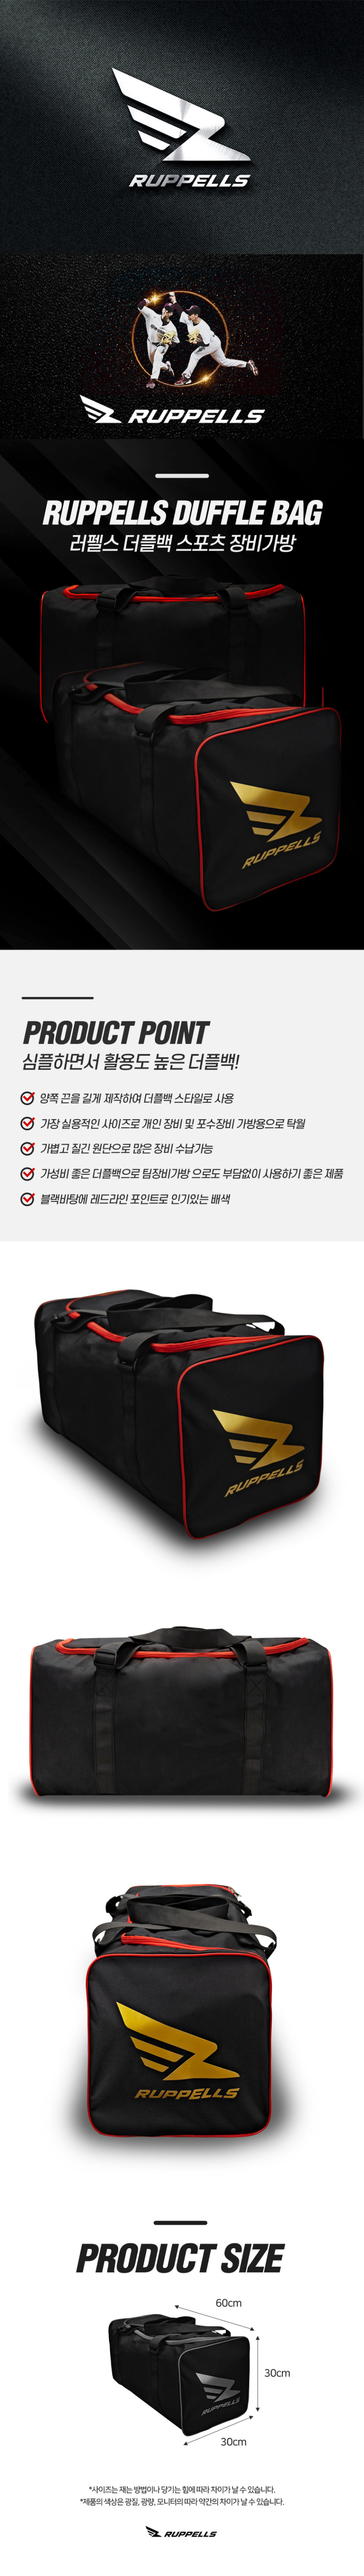 RUPPELLS
RUPPELLS
RUPPELLS DUFFLE BAG
러펠스 더플백 스포츠 장비가방
RUPPELLS
PRODUCT POINT
심플하면서 활용도 높은 더플백!
양쪽 끈을 길게 제작하여 더플백 스타일로 사용
가장 실용적인 사이즈로 개인 장비 및 포수장비 가방용으로 탁월
가볍고 질긴 원단으로 많은 장비 수납가능
가성비 좋은 더플백으로 팀장비가방 으로도 부담없이 사용하기 좋은 제품
블랙바탕에 레드라인 포인트로 인기있는 배색
RUPPELLS
RUPPELLS
PRODUCT SIZE
60cm
30cm
RUPPELLS
30cm
*사이즈는 재는 방법이나 당기는 힘에 따라 차이가 날 수 있습니다.
*제품의 색상은 광질, 광량, 모니터의 따라 약간의 차이가 날 수 있습니다.
RUPPELLS